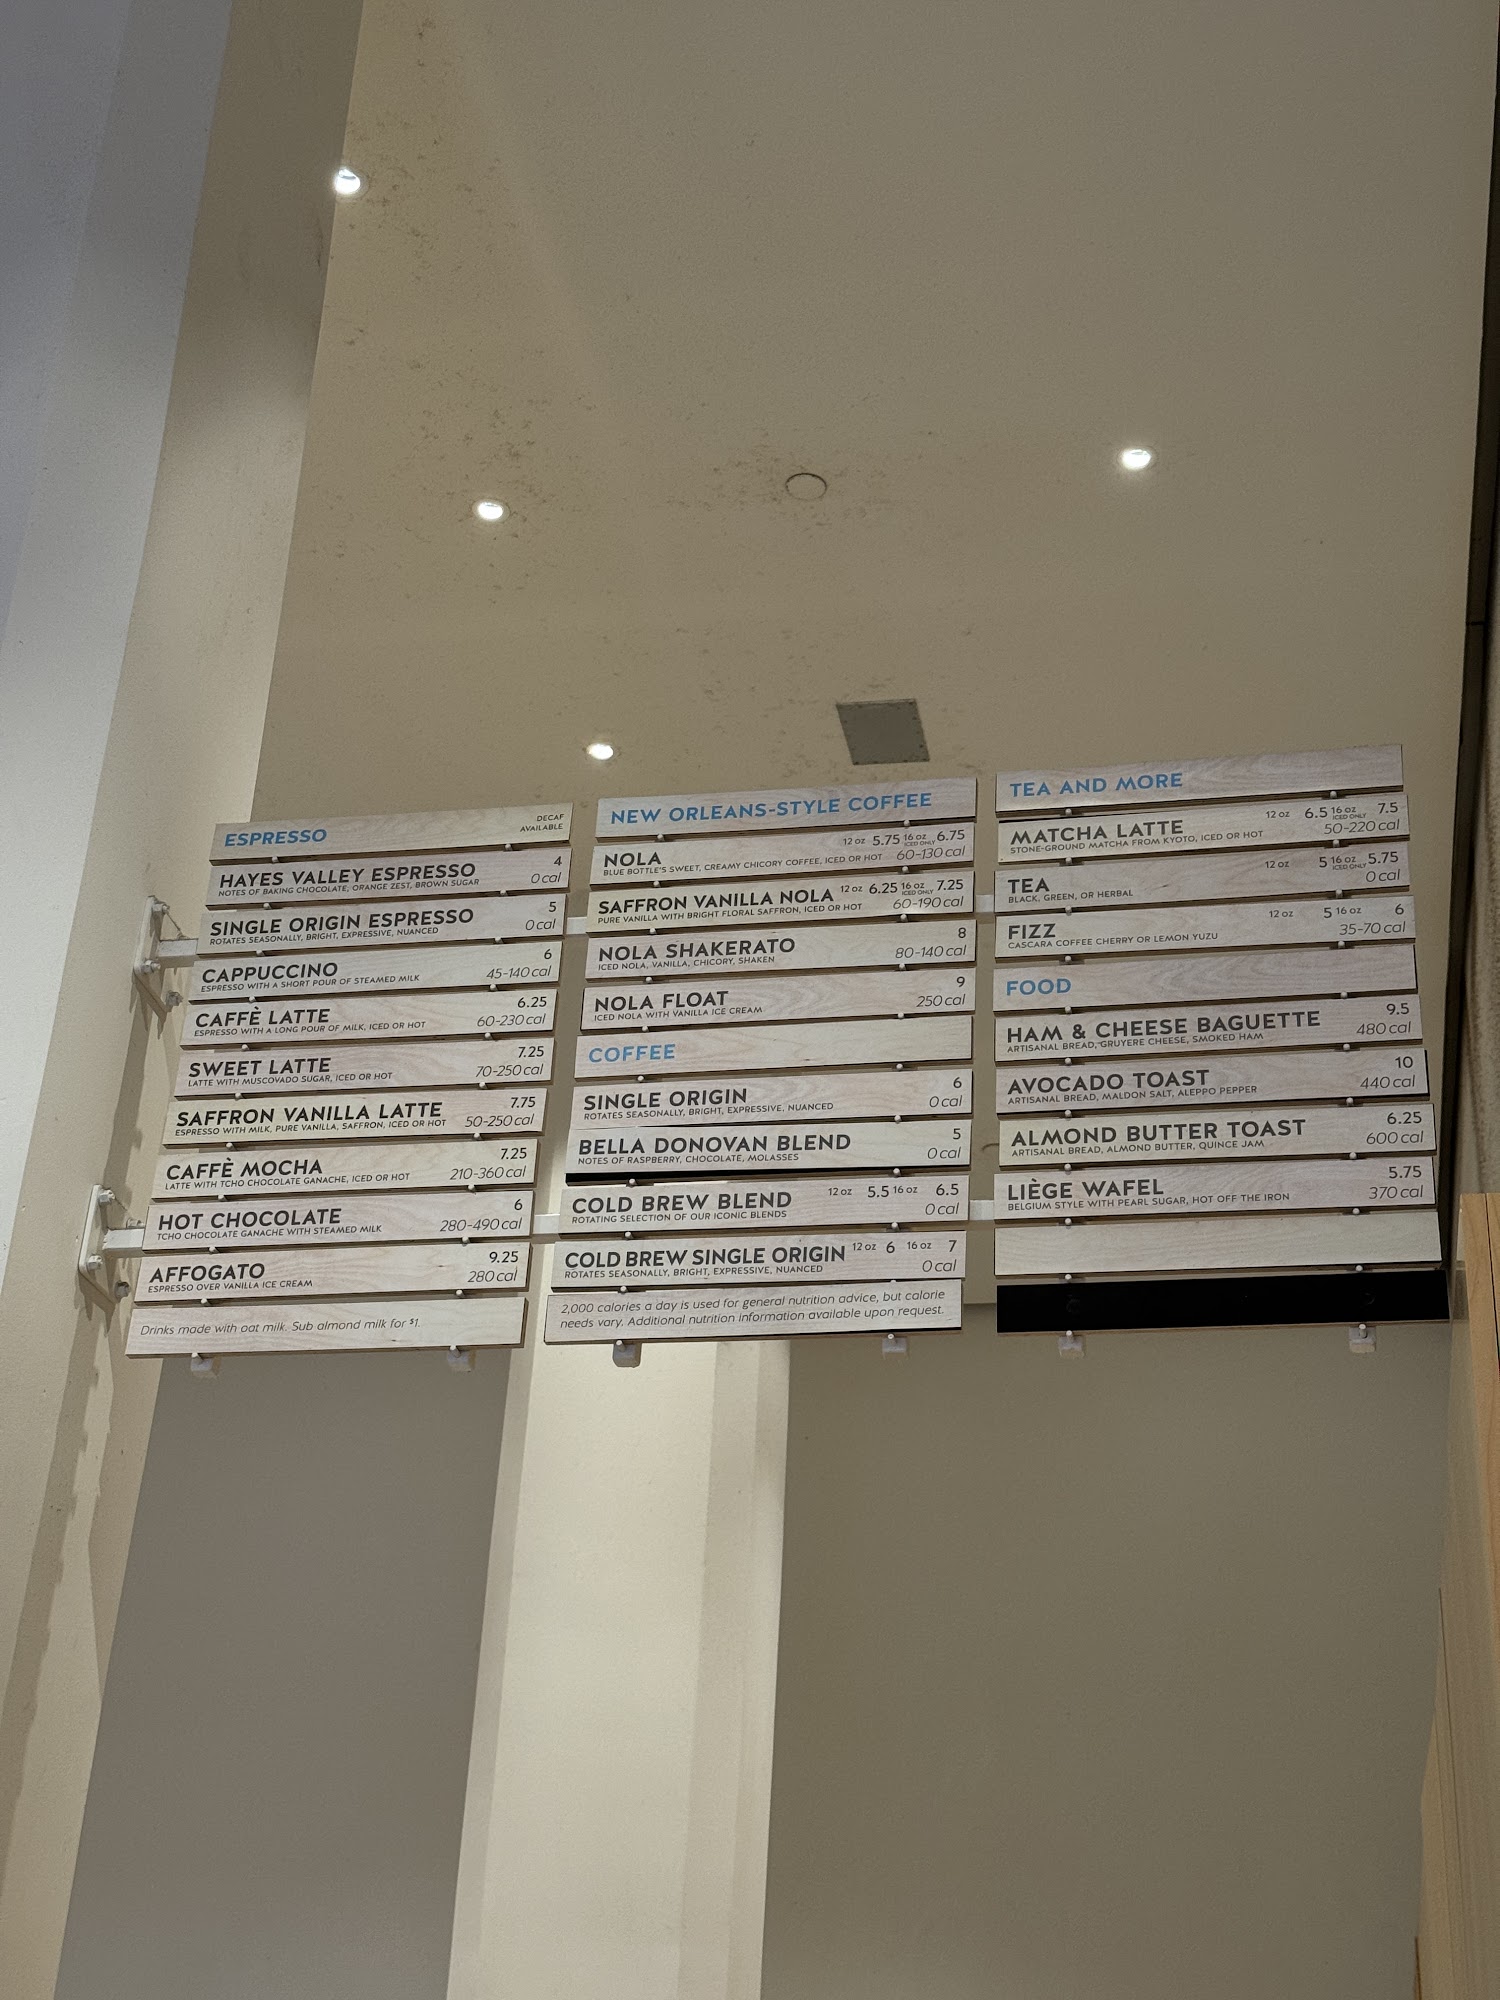 ESPRESSO
DECAF
AVAILABLE
HAYES VALLEY ESPRESSO 4
NOTES OF BAKING CHOCOLATE, ORANGE ZEST, BROWN SUGAR 0 cal
SINGLE ORIGIN ESPRESSO 5
ROTATES SEASONALLY, BRIGHT, EXPRESSIVE, NUANCED 0 cal
CAPPUCCINO 6
ESPRESSO WITH A SHORT POUR OF STEAMED MILK 45-140 cal
CAFFÈ LATTE 6.25
ESPRESSO WITH A LONG POUR OF MILK, ICED OR HOT 60-230 cal
SWEET LATTE 7.25
LATTE WITH MUSCOVADO SUGAR, ICED OR HOT 70-250 cal
SAFFRON VANILLA LATTE 7.75
ESPRESSO WITH MILK, PURE VANILLA, SAFFRON, ICED OR HOT 50-250 cal
CAFFÈ MOCHA 7.25
LATTE WITH TCHO CHOCOLATE GANACHE, ICED OR HOT 210-360 cal
HOT CHOCOLATE 6
TCHO CHOCOLATE GANACHE WITH STEAMED MILK 280-490 cal
AFFOGATO 9.25
ESPRESSO OVER VANILLA ICE CREAM 280 cal
Drinks made with oat milk. Sub almond milk for $1.
NEW ORLEANS-STYLE COFFEE
NOLA 12 oz 5.75 16 oz ICED ONLY 6.75
BLUE BOTTLE'S SWEET, CREAMY CHICORY COFFEE, ICED OR HOT 60-130 cal
SAFFRON VANILLA NOLA 12 oz 6.25 16 oz ICED ONLY 7.25
PURE VANILLA WITH BRIGHT FLORAL SAFFRON, ICED OR HOT 60-190 cal
NOLA SHAKERATO 8
ICED NOLA, VANILLA, CHICORY, SHAKEN 80-140 cal
NOLA FLOAT 9
ICED NOLA WITH VANILLA ICE CREAM 250 cal
COFFEE
SINGLE ORIGIN 6
ROTATES SEASONALLY, BRIGHT, EXPRESSIVE, NUANCED 0 cal
BELLA DONOVAN BLEND 5
NOTES OF RASPBERRY, CHOCOLATE, MOLASSES 0 cal
COLD BREW BLEND 12 oz 5.5 16 oz 6.5
ROTATING SELECTION OF OUR ICONIC BLENDS 0 cal
COLD BREW SINGLE ORIGIN 12 oz 6 16 oz 7
ROTATES SEASONALLY, BRIGHT, EXPRESSIVE, NUANCED 0 cal
2,000 calories a day is used for general nutrition advice, but calorie
needs vary. Additional nutrition information available upon request.
TEA AND MORE
MATCHA LATTE 12 oz 6.5 16 oz ICED ONLY 7.5
STONE-GROUND MATCHA FROM KYOTO, ICED OR HOT 50-220 cal
TEA 12 oz 5 16 oz ICED ONLY 5.75
BLACK, GREEN, OR HERBAL 0 cal
FIZZ 12 oz 5 16 oz 6
CASCARA COFFEE CHERRY OR LEMON YUZU 35-70 cal
FOOD
HAM & CHEESE BAGUETTE 9.5
ARTISANAL BREAD, GRUYERE CHEESE, SMOKED HAM 480 cal
AVOCADO TOAST 10
ARTISANAL BREAD, MALDON SALT, ALEPPO PEPPER 440 cal
ALMOND BUTTER TOAST 6.25
ARTISANAL BREAD, ALMOND BUTTER, QUINCE JAM 600 cal
LIÈGE WAFEL 5.75
BELGIUM STYLE WITH PEARL SUGAR, HOT OFF THE IRON 370 cal